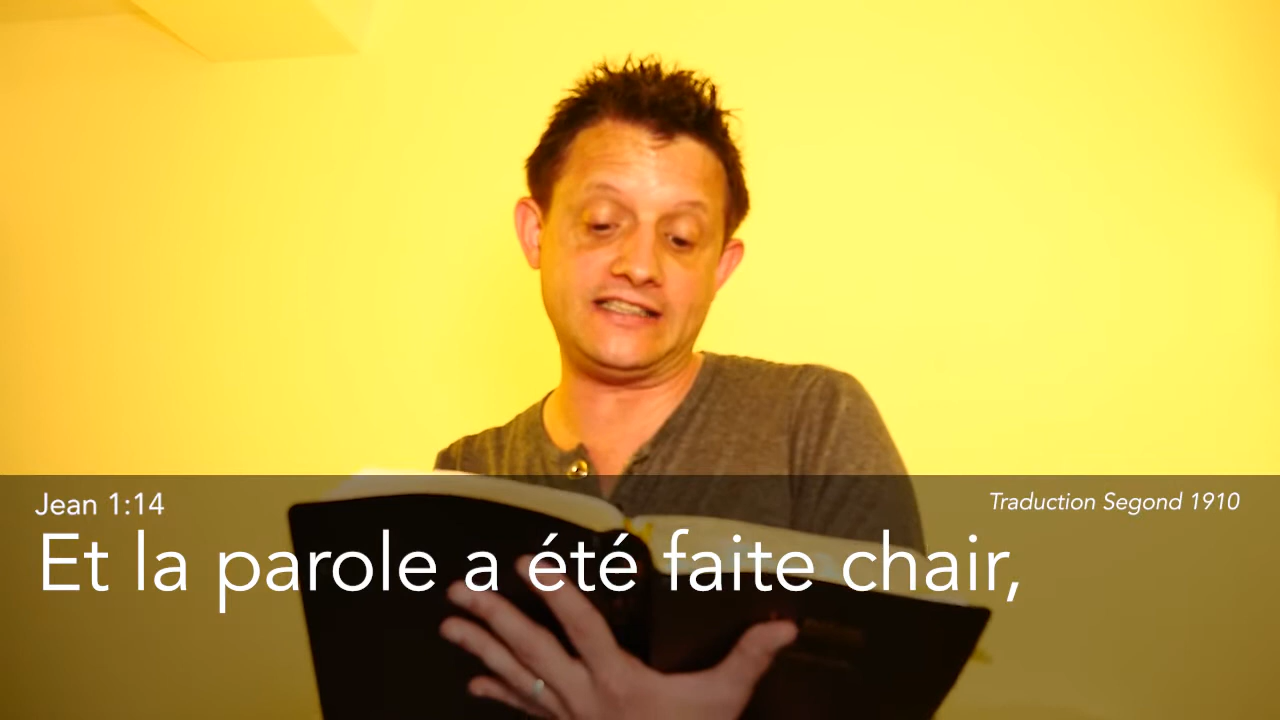 Jean 1:14
Traduction Segond 1910
Et la parole a été faite chair,